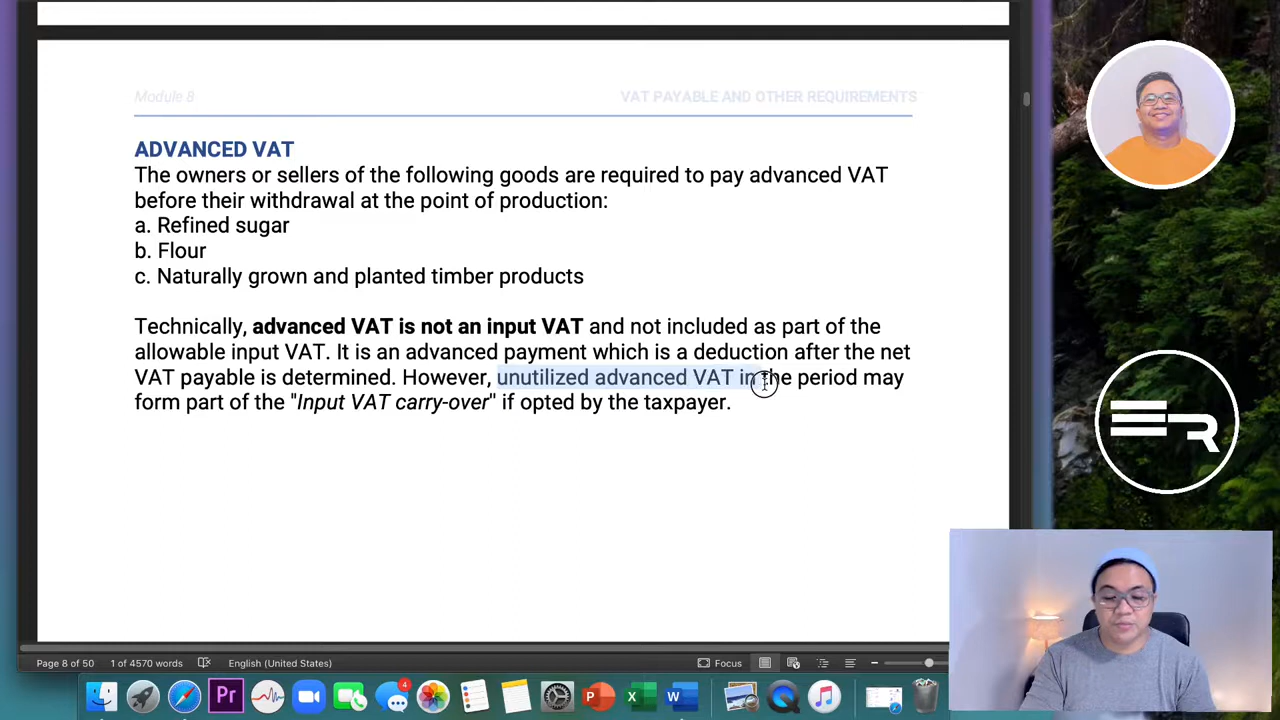 Module 8
VAT PAYABLE AND OTHER REQUIREMENTS
ADVANCED VAT
The owners or sellers of the following goods are required to pay advanced VAT
before their withdrawal at the point of production:
a. Refined sugar
b. Flour
c. Naturally grown and planted timber products
Technically, advanced VAT is not an input VAT and not included as part of the
allowable input VAT. It is an advanced payment which is a deduction after the net
VAT payable is determined. However, unutilized advanced VAT in the period may
form part of the "Input VAT carry-over" if opted by the taxpayer.
ER
Page 8 of 50
1 of 4570 words
English (United States)
Focus
Pr
4
P
X
W